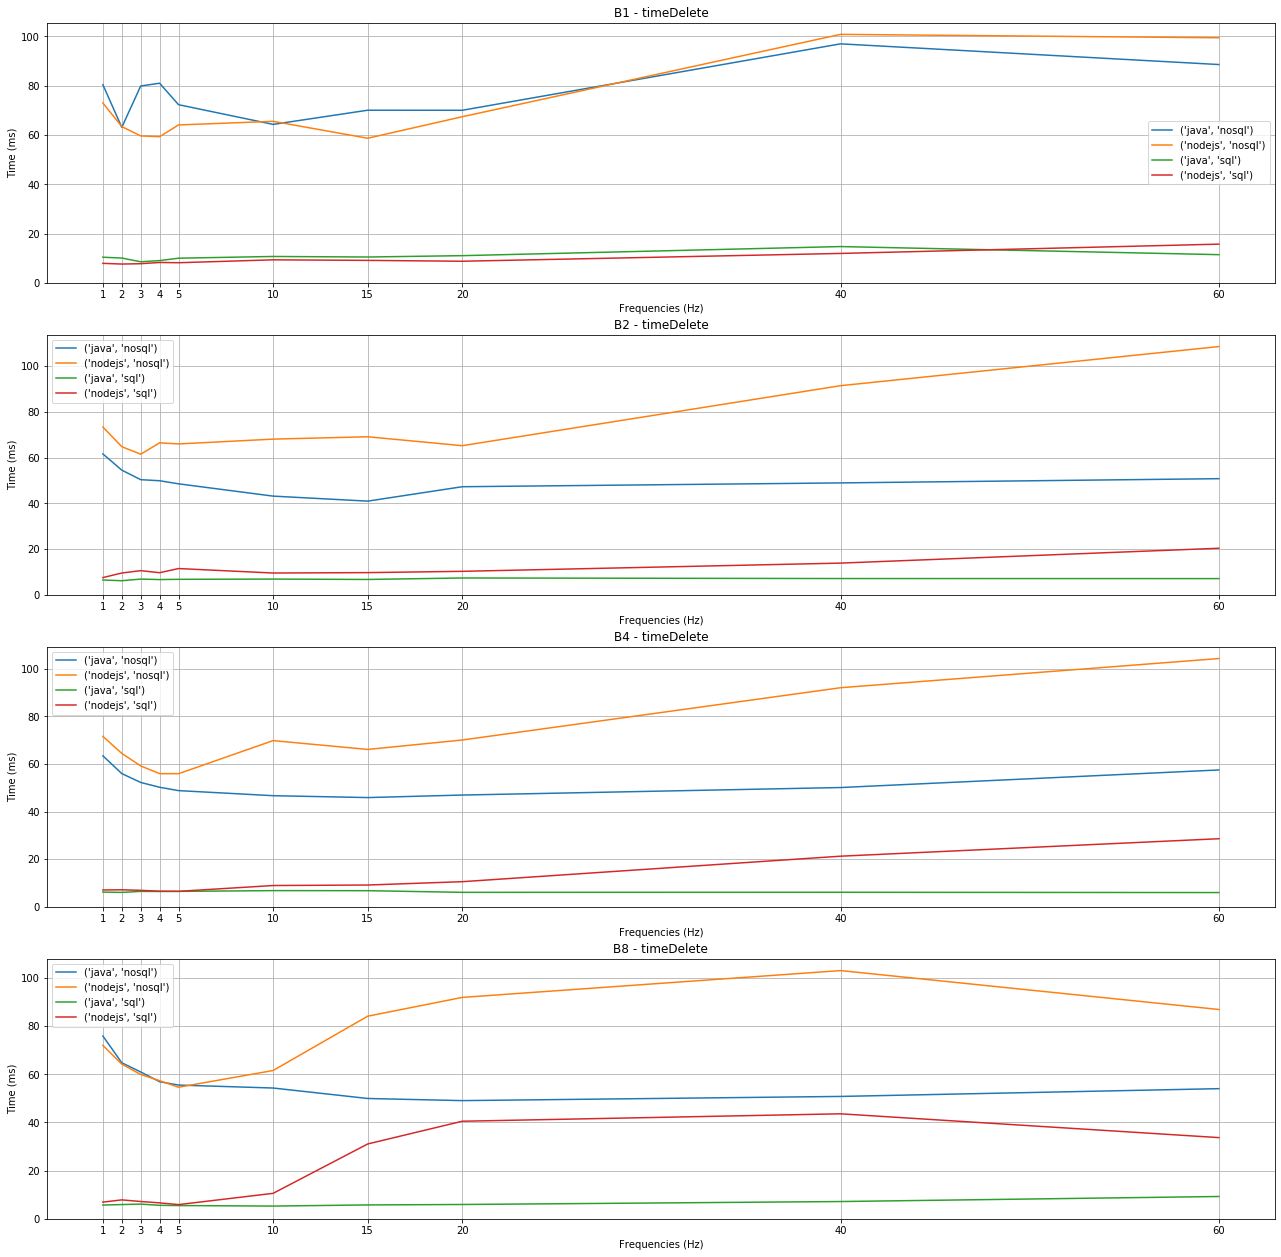 B1 - timeDelete
100
80
60
40
20
0
Time (ms)
('java', 'nosql')
('nodejs', 'nosql')
('java', 'sql')
('nodejs', 'sql')
1 2 3 4 5 10 15 20 40 60
Frequencies (Hz)
B2 - timeDelete
('java', 'nosql')
('nodejs', 'nosql')
('java', 'sql')
('nodejs', 'sql')
100
80
60
40
20
0
Time (ms)
1 2 3 4 5 10 15 20 40 60
Frequencies (Hz)
B4 - timeDelete
('java', 'nosql')
('nodejs', 'nosql')
('java', 'sql')
('nodejs', 'sql')
100
80
60
40
20
0
Time (ms)
1 2 3 4 5 10 15 20 40 60
Frequencies (Hz)
B8 - timeDelete
('java', 'nosql')
('nodejs', 'nosql')
('java', 'sql')
('nodejs', 'sql')
100
80
60
40
20
0
Time (ms)
1 2 3 4 5 10 15 20 40 60
Frequencies (Hz)